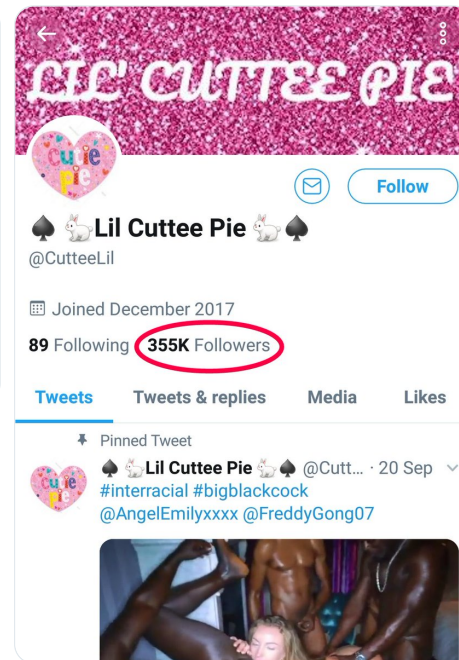 LIL' CUTTEE PIE
cutie
pie
Follow
♠️ 🐇Lil Cuttee Pie 🐇♠️
@CutteeLil
Joined December 2017
89 Following 355K Followers
Tweets Tweets & replies Media Likes
Pinned Tweet
♠️ 🐇Lil Cuttee Pie 🐇♠️ @Cutt... · 20 Sep
cutie
pie
#interracial #bigblackcock
@AngelEmilyxxxx @FreddyGong07